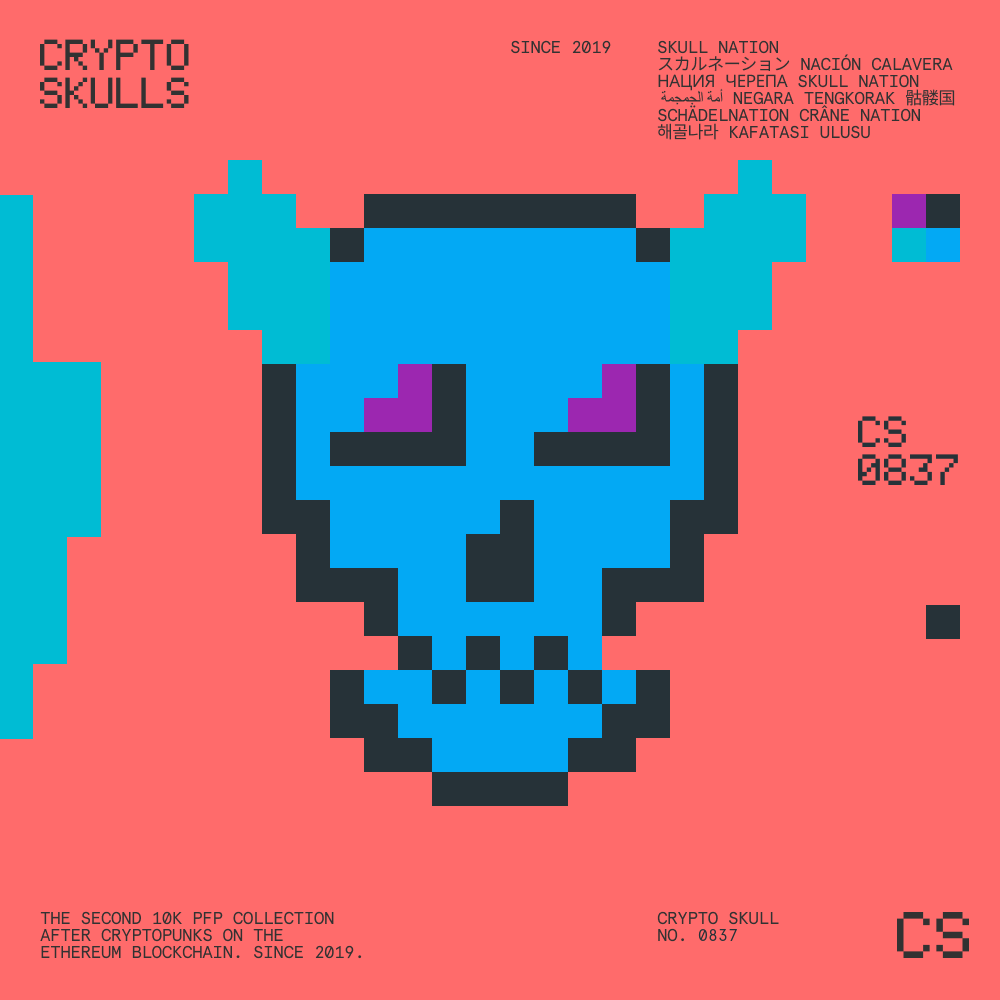 CRYPTO
SKULLS
SINCE 2019
SKULL NATION
スカルネーション NACIÓN CALAVERA
НАЦИЯ ЧЕРЕПА SKULL NATION
أمة الجمجمة NEGARA TENGKORAK 骷髅国
SCHÄDELNATION CRÂNE NATION
해골나라 KAFATASI ULUSU
CS
0837
THE SECOND 10K PFP COLLECTION
AFTER CRYPTOPUNKS ON THE
ETHEREUM BLOCKCHAIN. SINCE 2019.
CRYPTO SKULL
NO. 0837
CS